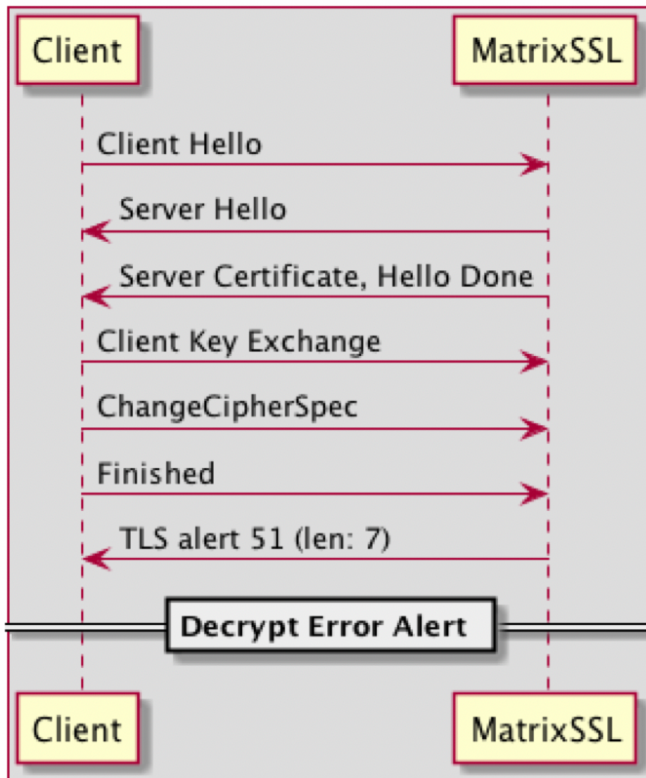 Client MatrixSSL
Client Hello
Server Hello
Server Certificate, Hello Done
Client Key Exchange
ChangeCipherSpec
Finished
TLS alert 51 (len: 7)
Decrypt Error Alert
Client MatrixSSL